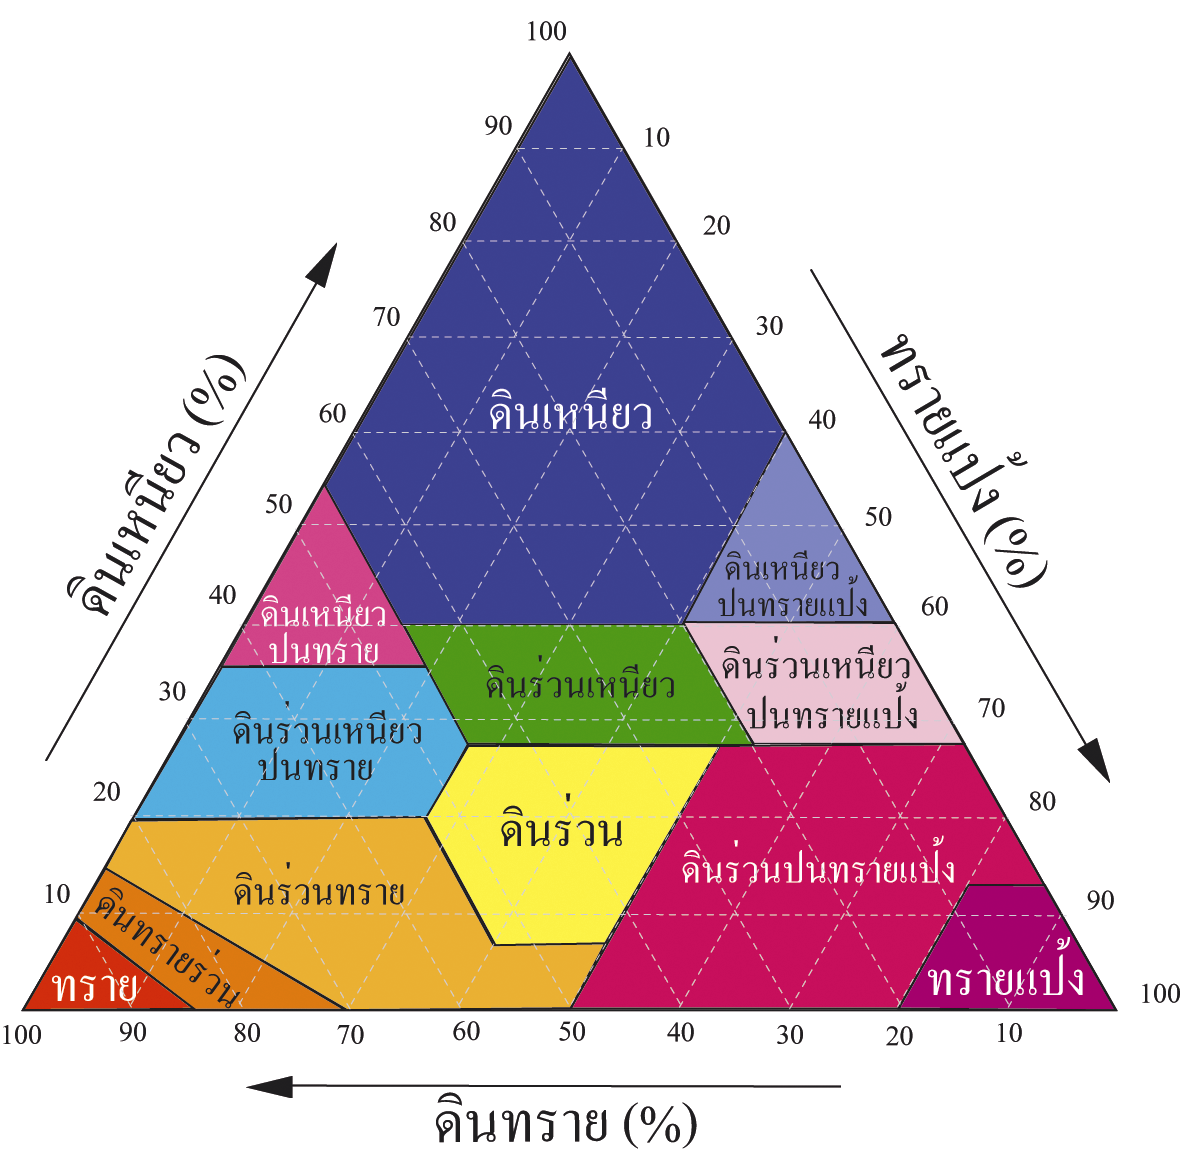 100
90
10
80
20
70
30
ดินเหนียว (%)
ทรายแป้ง (%)
ดินเหนียว
60
40
50
50
ดินเหนียว
ปนทรายแป้ง
40
60
ดินเหนียว
ปนทราย
ดินร่วนเหนียว
ดินร่วนเหนียว
ปนทรายแป้ง
30
70
ดินร่วนเหนียว
ปนทราย
20
80
ดินร่วน
ดินร่วนปนทรายแป้ง
ดินร่วนทราย
10
90
ดินทรายร่วน
ทราย
ทรายแป้ง
100
100
90
80
70
60
50
40
30
20
10
ดินทราย (%)